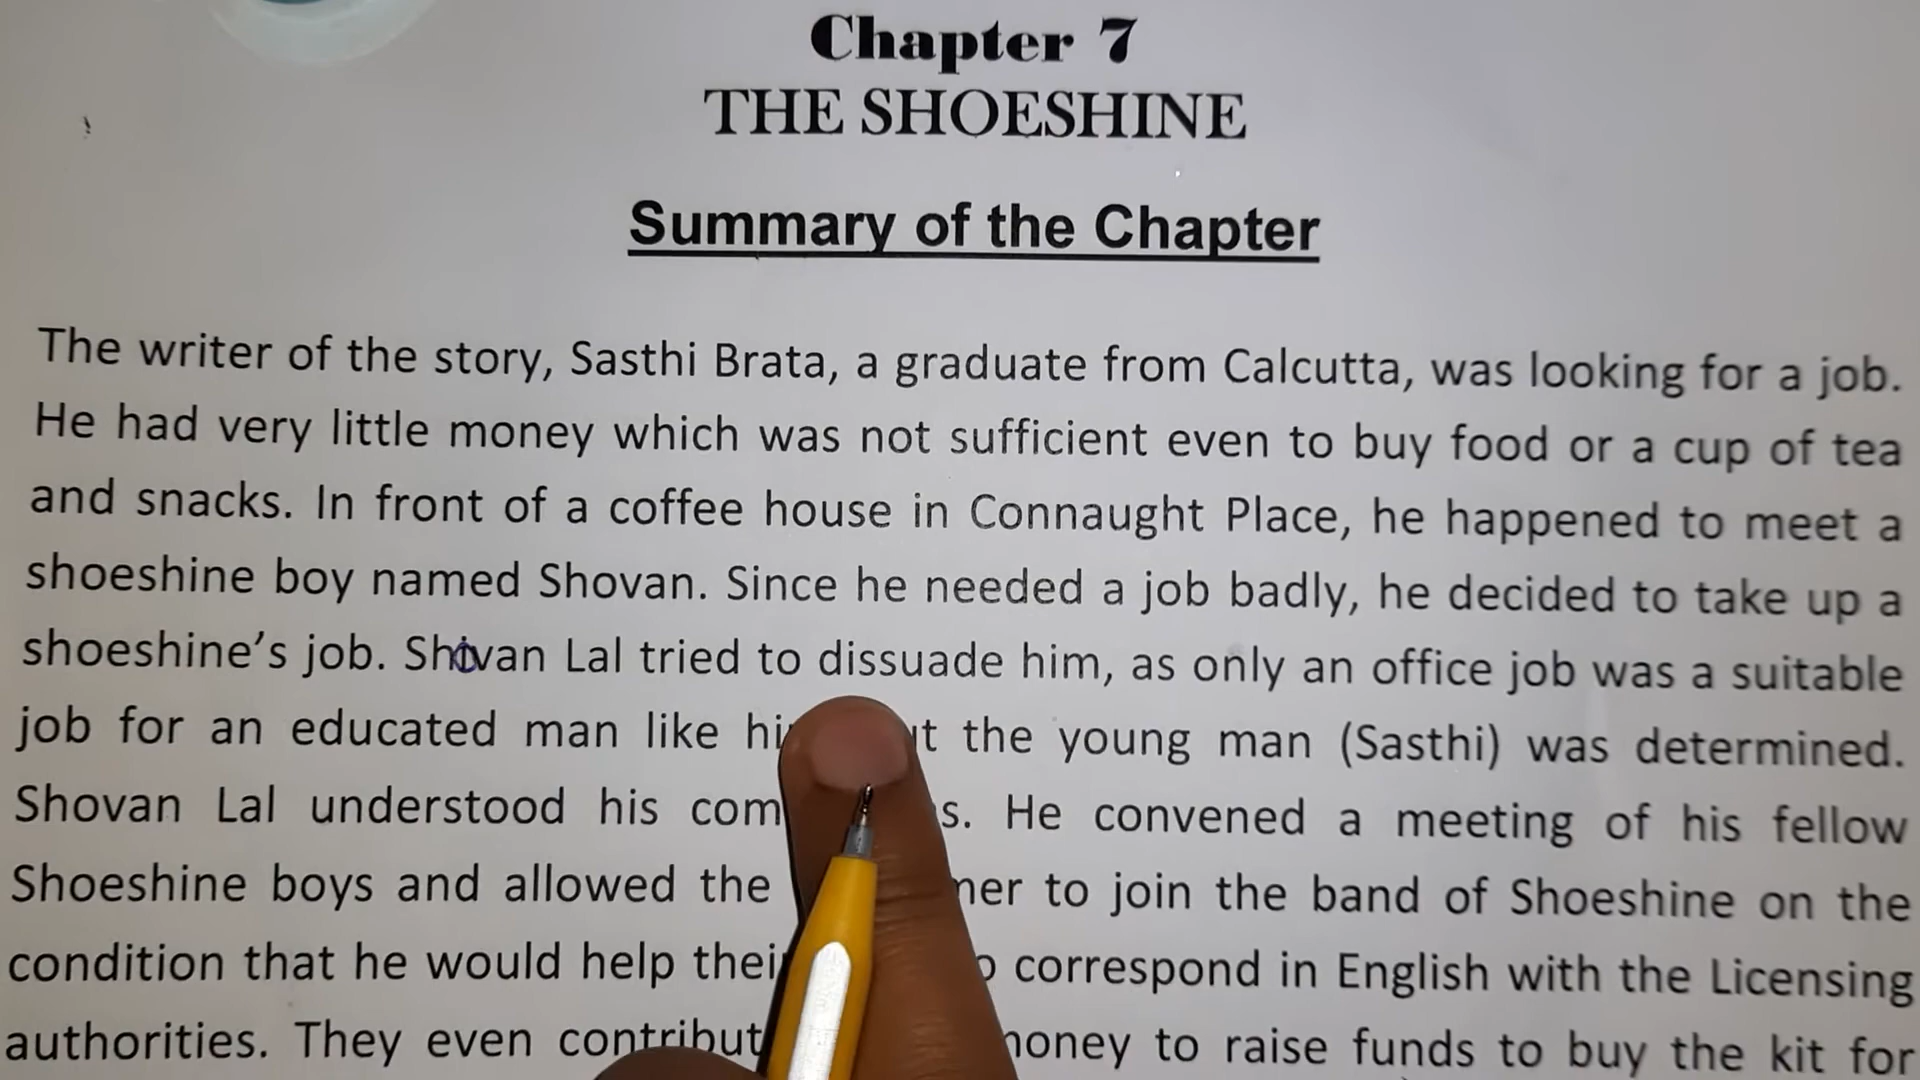 Chapter 7
THE SHOESHINE
Summary of the Chapter
The writer of the story, Sasthi Brata, a graduate from Calcutta, was looking for a job.
He had very little money which was not sufficient even to buy food or a cup of tea
and snacks. In front of a coffee house in Connaught Place, he happened to meet a
shoeshine boy named Shovan. Since he needed a job badly, he decided to take up a
shoeshine's job. Shovan Lal tried to dissuade him, as only an office job was a suitable
job for an educated man like the young man (Sasthi) was determined.
Shovan Lal understood his He convened a meeting of his fellow
Shoeshine boys and allowed the to join the band of Shoeshine on the
condition that he would help correspond in English with the Licensing
authorities. They even money to raise funds to buy the kit for